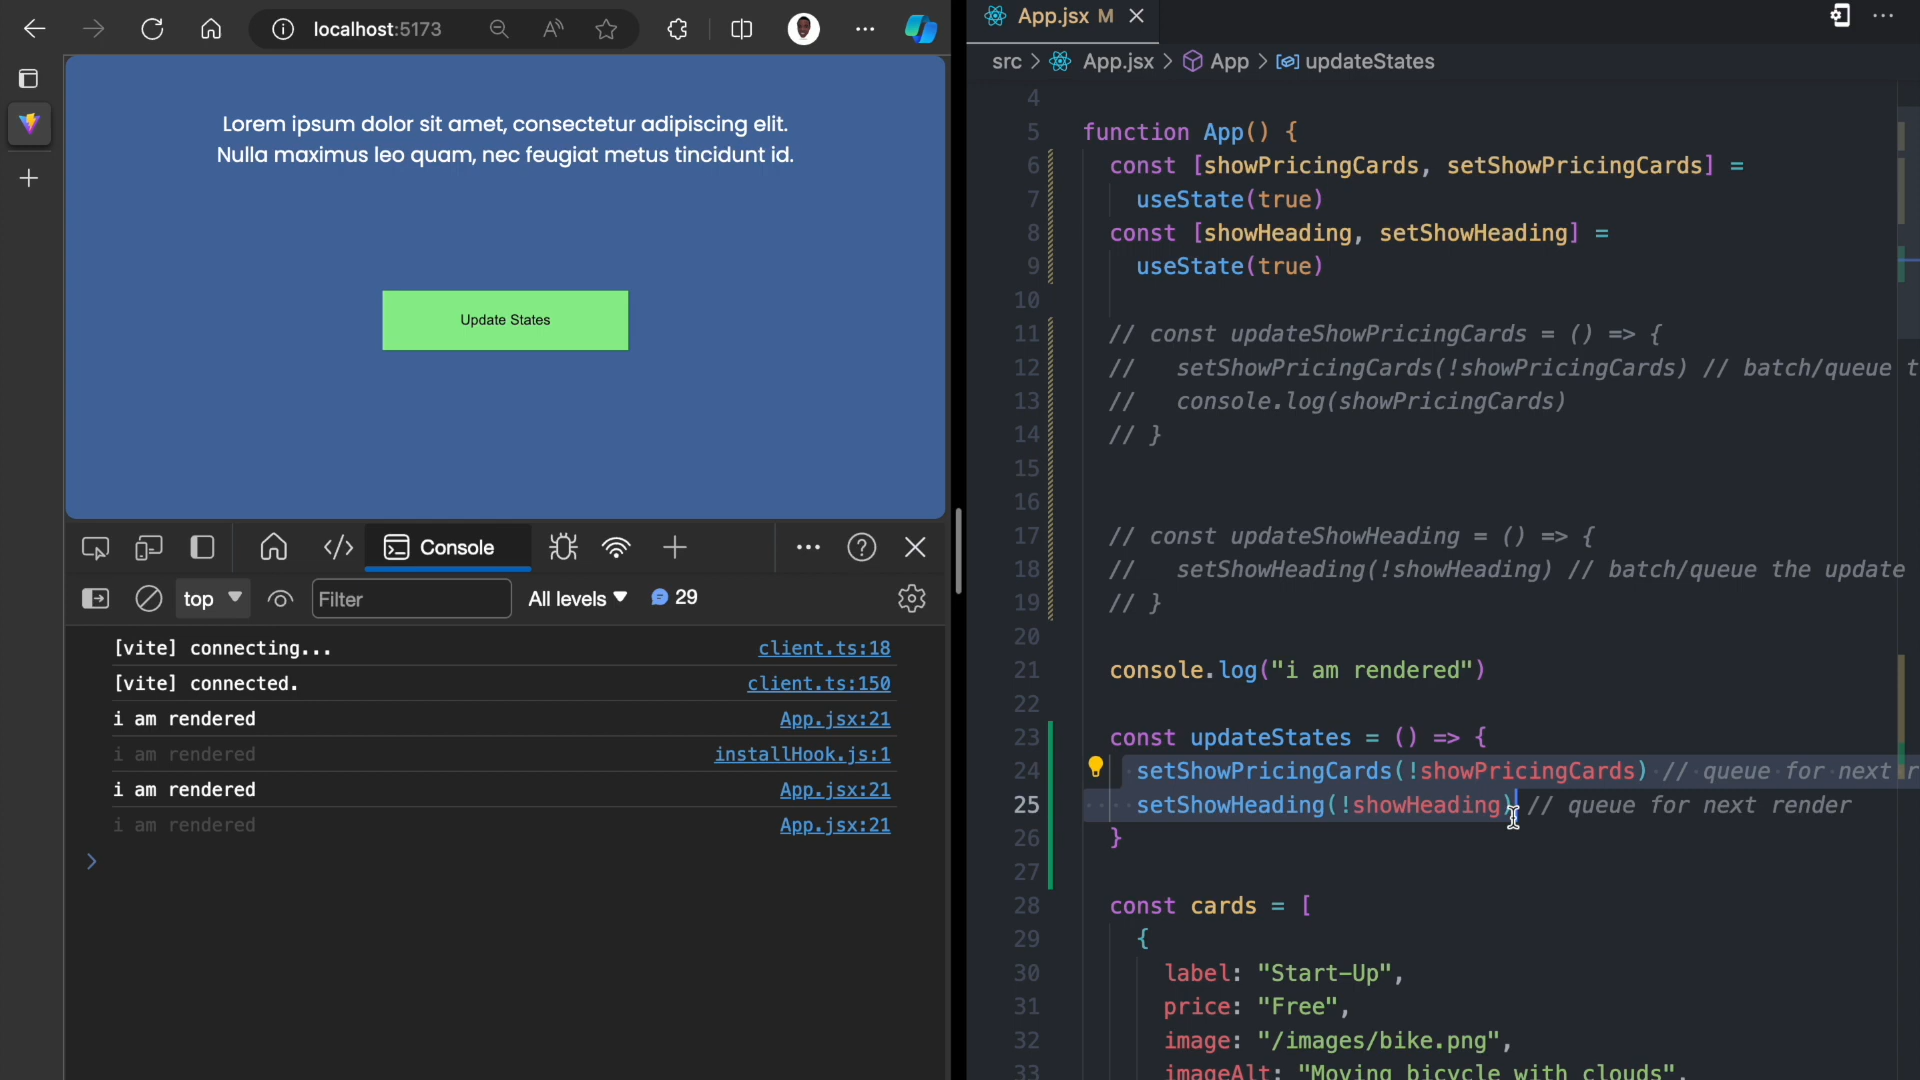 localhost:5173
Lorem ipsum dolor sit amet, consectetur adipiscing elit.
Nulla maximus leo quam, nec feugiat metus tincidunt id.
Update States
Console
top
Filter
All levels
29
[vite] connecting... client.ts:18
[vite] connected. client.ts:150
i am rendered App.jsx:21
i am rendered installHook.js:1
i am rendered App.jsx:21
i am rendered App.jsx:21
App.jsx M
src > App.jsx > App > updateStates
4
5 function App() {
6 const [showPricingCards, setShowPricingCards] =
7 useState(true)
8 const [showHeading, setShowHeading] =
9 useState(true)
10
11 // const updateShowPricingCards = () => {
12 // setShowPricingCards(!showPricingCards) // batch/queue t
13 // console.log(showPricingCards)
14 // }
15
16
17 // const updateShowHeading = () => {
18 // setShowHeading(!showHeading) // batch/queue the update
19 // }
20
21 console.log("i am rendered")
22
23 const updateStates = () => {
24 setShowPricingCards(!showPricingCards) // queue for next r
25 setShowHeading(!showHeading) // queue for next render
26 }
27
28 const cards = [
29 {
30 label: "Start-Up",
31 price: "Free",
32 image: "/images/bike.png",
33 imageAlt: "Moving bicycle with clouds",